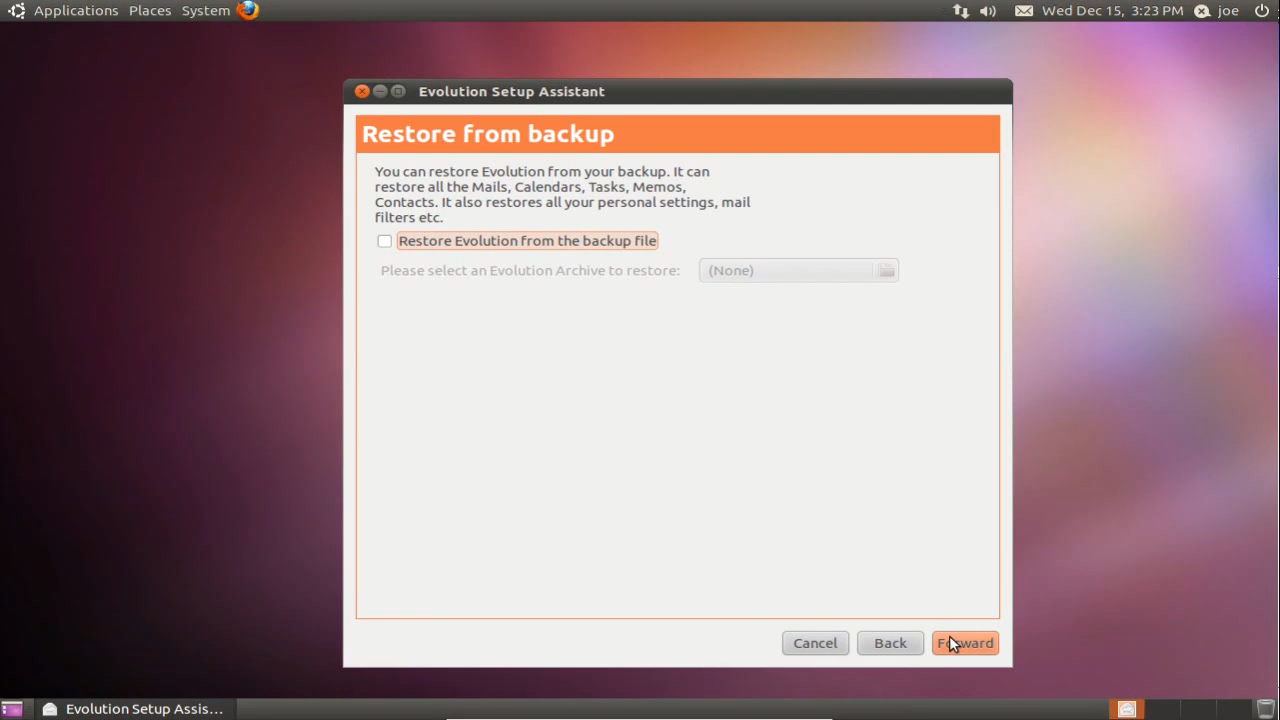 Applications Places System
Wed Dec 15, 3:23 PM joe
Evolution Setup Assistant
Restore from backup
You can restore Evolution from your backup. It can
restore all the Mails, Calendars, Tasks, Memos,
Contacts. It also restores all your personal settings, mail
filters etc.
Restore Evolution from the backup file
Please select an Evolution Archive to restore: (None)
Cancel Back Forward
Evolution Setup Assis...